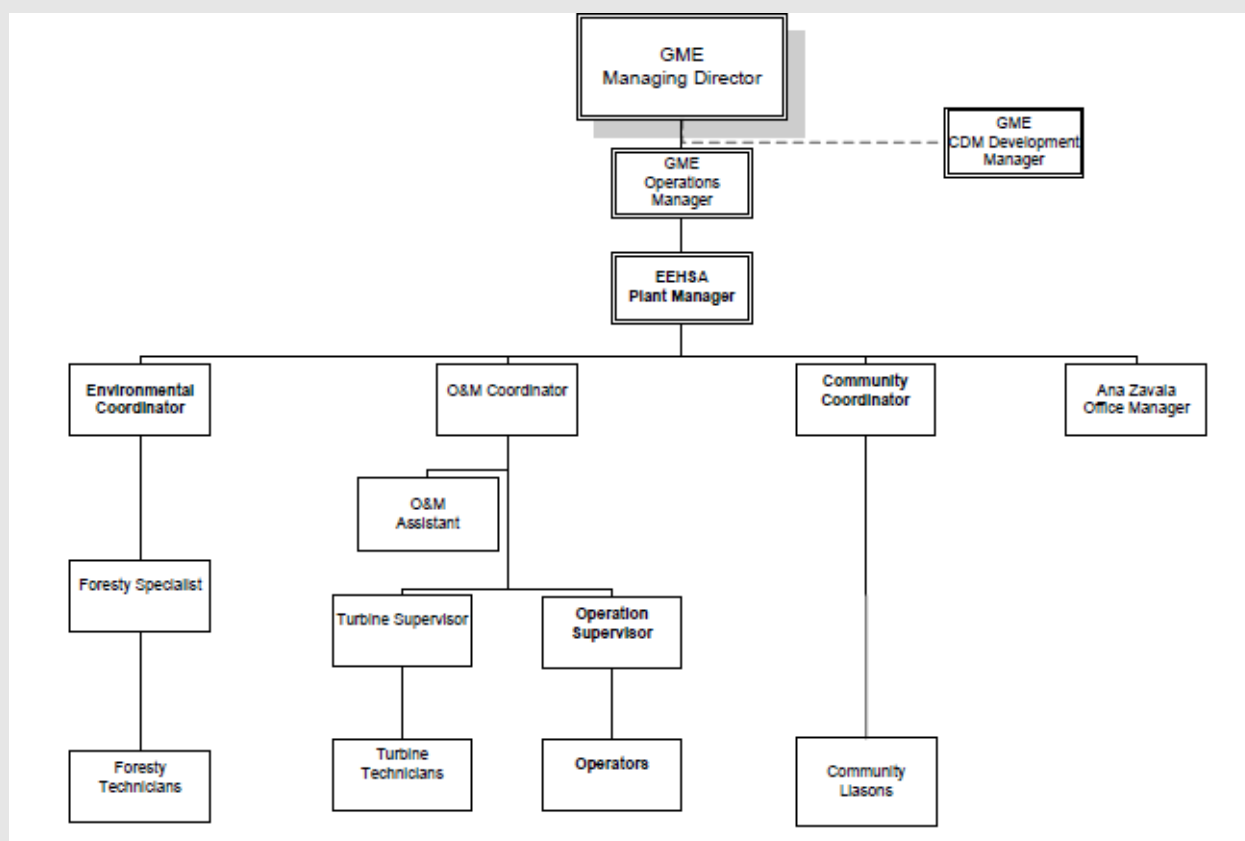 GME
Managing Director
GME
CDM Development
Manager
GME
Operations
Manager
EEHSA
Plant Manager
Environmental
Coordinator
O&M Coordinator
Community
Coordinator
Ana Zavala
Office Manager
O&M
Assistant
Foresty Specialist
Turbine Supervisor
Operation
Supervisor
Foresty
Technicians
Turbine
Technicians
Operators
Community
Liasons